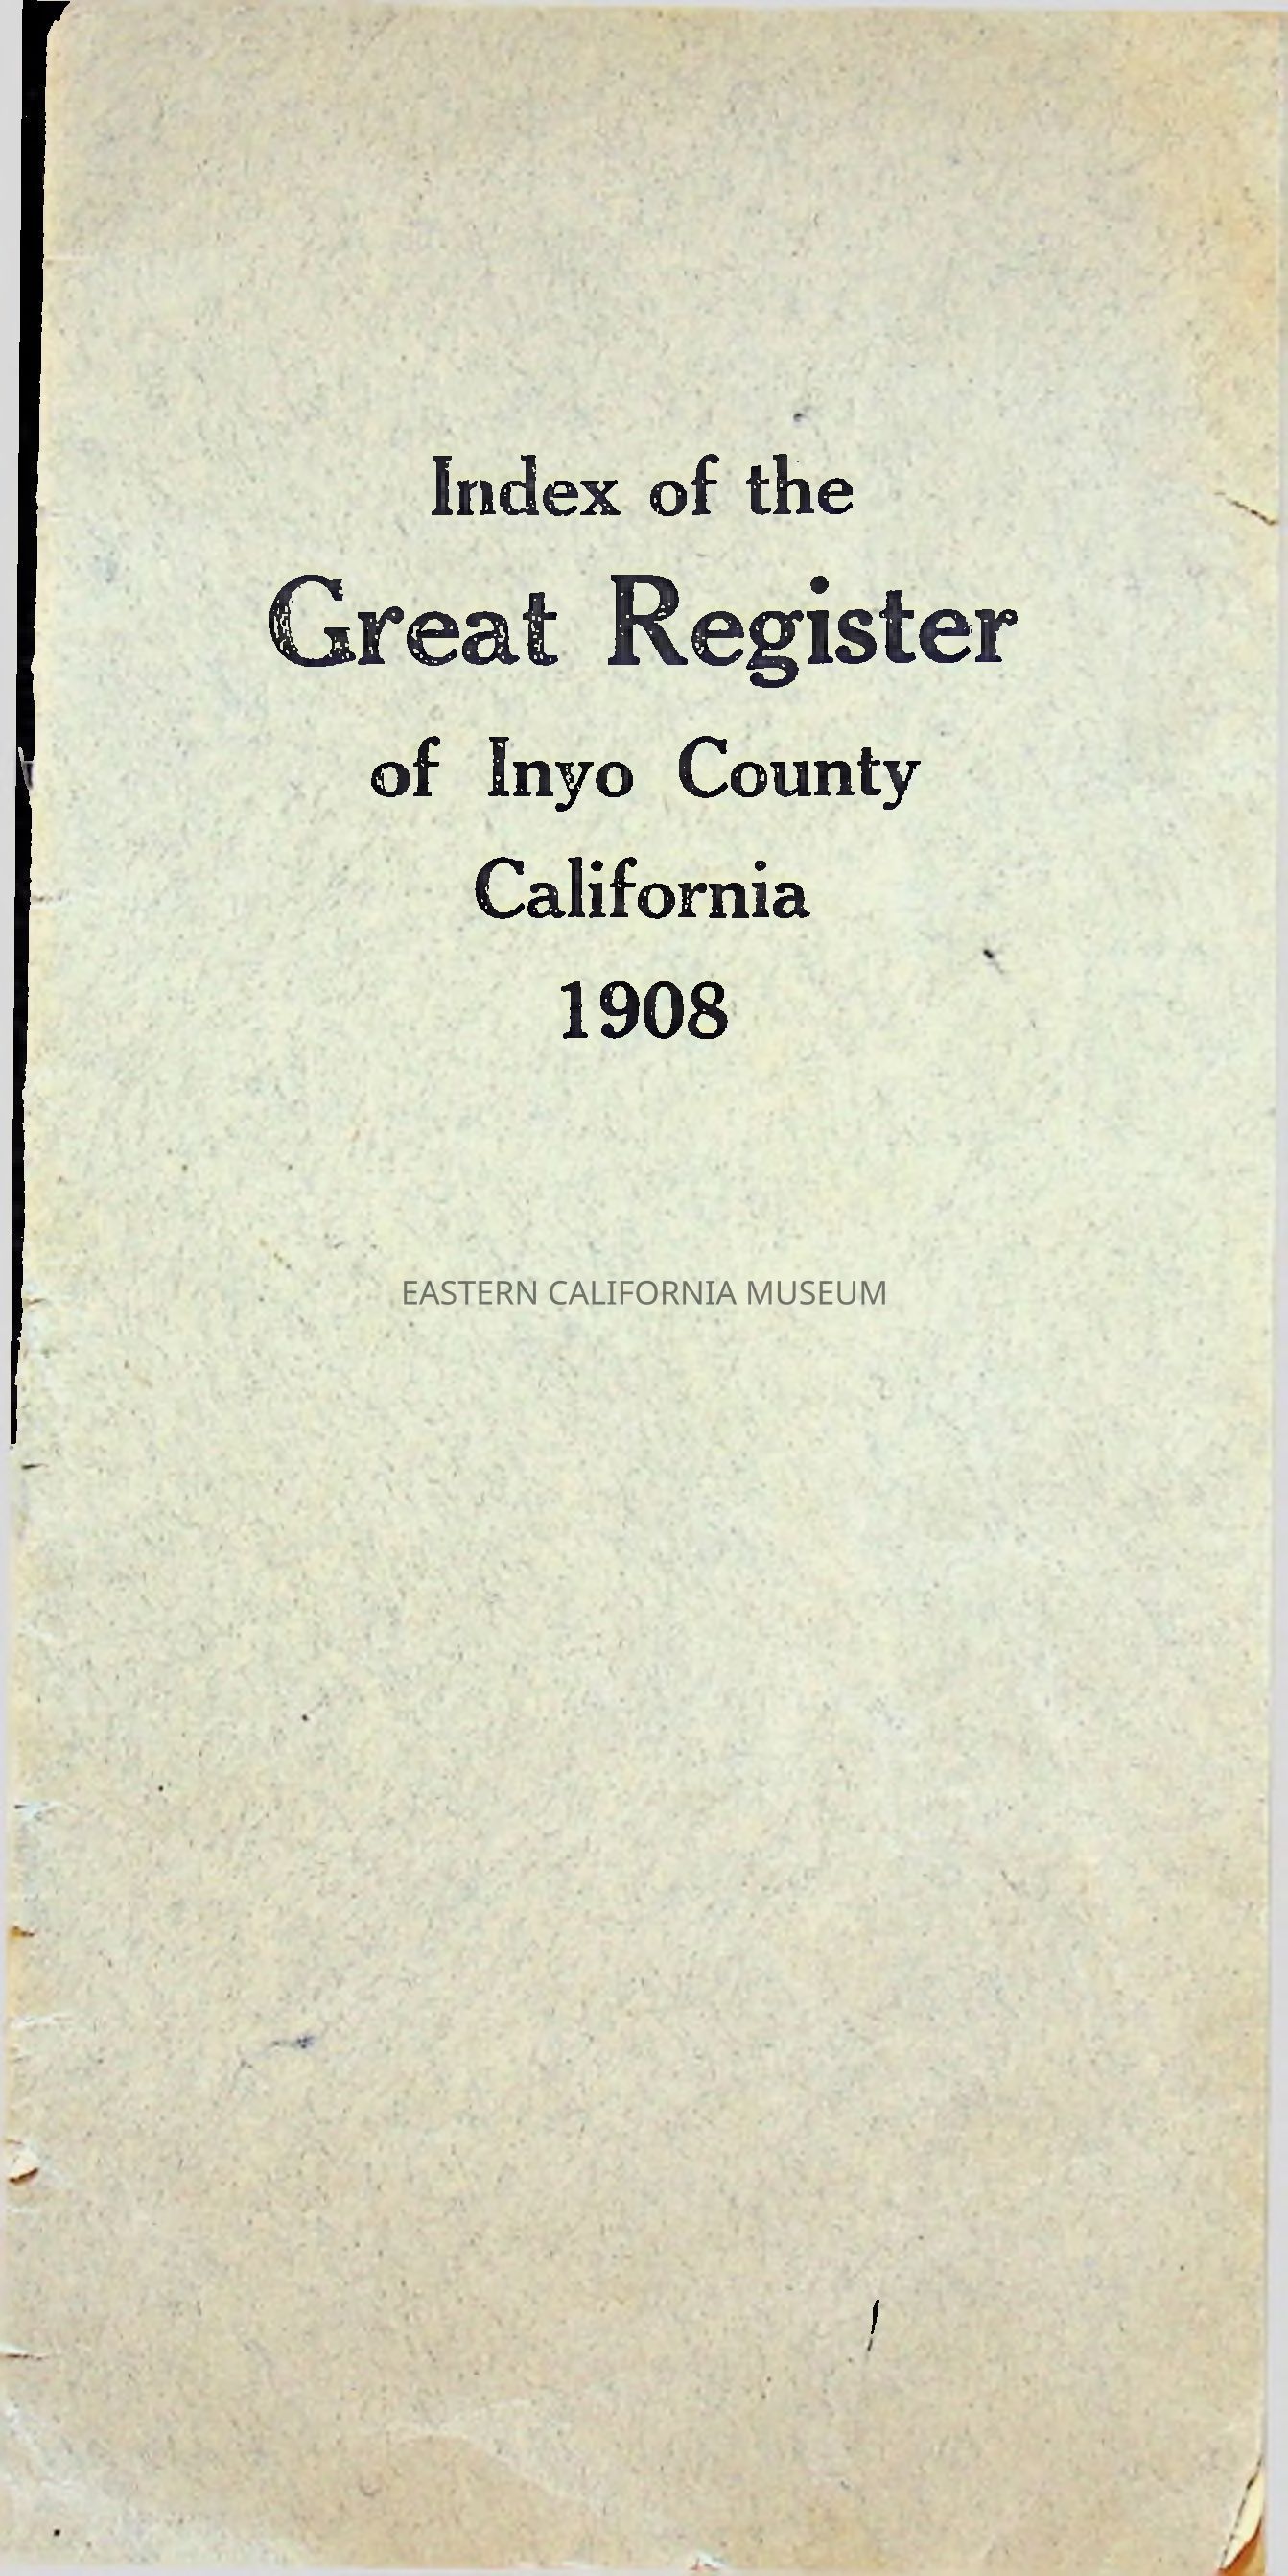 Index of the
Great Register
of Inyo County
California
1908
EASTERN CALIFORNIA MUSEUM